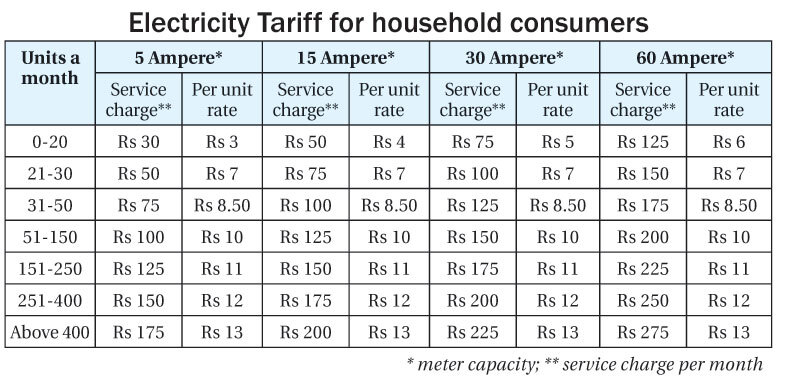 Electricity Tariff for household consumers
Units a month 5 Ampere* 15 Ampere* 30 Ampere* 60 Ampere*
Service charge** Per unit rate Service charge** Per unit rate Service charge** Per unit rate Service charge** Per unit rate
0-20 Rs 30 Rs 3 Rs 50 Rs 4 Rs 75 Rs 5 Rs 125 Rs 6
21-30 Rs 50 Rs 7 Rs 75 Rs 7 Rs 100 Rs 7 Rs 150 Rs 7
31-50 Rs 75 Rs 8.50 Rs 100 Rs 8.50 Rs 125 Rs 8.50 Rs 175 Rs 8.50
51-150 Rs 100 Rs 10 Rs 125 Rs 10 Rs 150 Rs 10 Rs 200 Rs 10
151-250 Rs 125 Rs 11 Rs 150 Rs 11 Rs 175 Rs 11 Rs 225 Rs 11
251-400 Rs 150 Rs 12 Rs 175 Rs 12 Rs 200 Rs 12 Rs 250 Rs 12
Above 400 Rs 175 Rs 13 Rs 200 Rs 13 Rs 225 Rs 13 Rs 275 Rs 13
* meter capacity; ** service charge per month